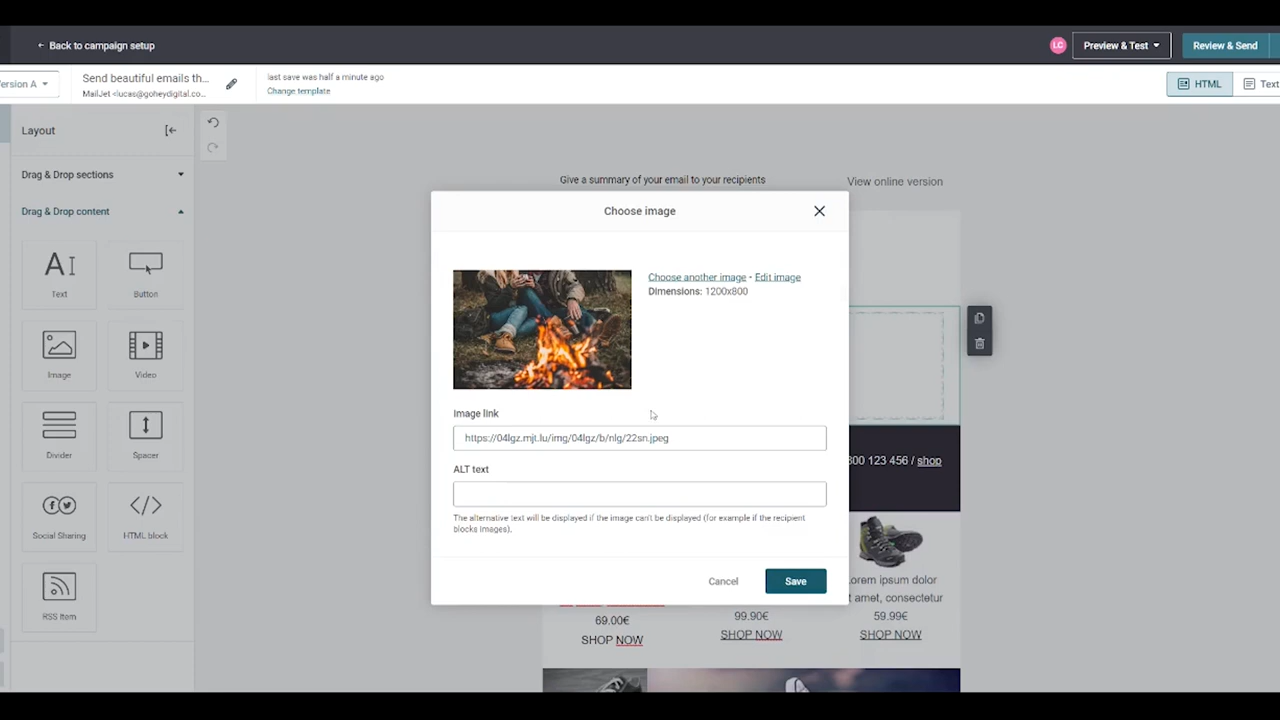 ← Back to campaign setup
LC
Preview & Test
Review & Send
ersion A
Send beautiful emails th...
MailJet <lucas@goheydigital.co...
last save was half a minute ago
Change template
HTML
Text
Layout
Drag & Drop sections
Drag & Drop content
Text
Button
Image
Video
Divider
Spacer
Social Sharing
HTML block
RSS Item
Give a summary of your email to your recipients
View online version
Choose image
Choose another image - Edit image
Dimensions: 1200x800
Image link
https://04lgz.mjt.lu/img/04lgz/b/nlg/22sn.jpeg
ALT text
The alternative text will be displayed if the image can't be displayed (for example if the recipient
blocks images).
Cancel
Save
300 123 456 / shop
Lorem ipsum dolor
t amet, consectetur
69.00€
99.90€
59.99€
SHOP NOW
SHOP NOW
SHOP NOW